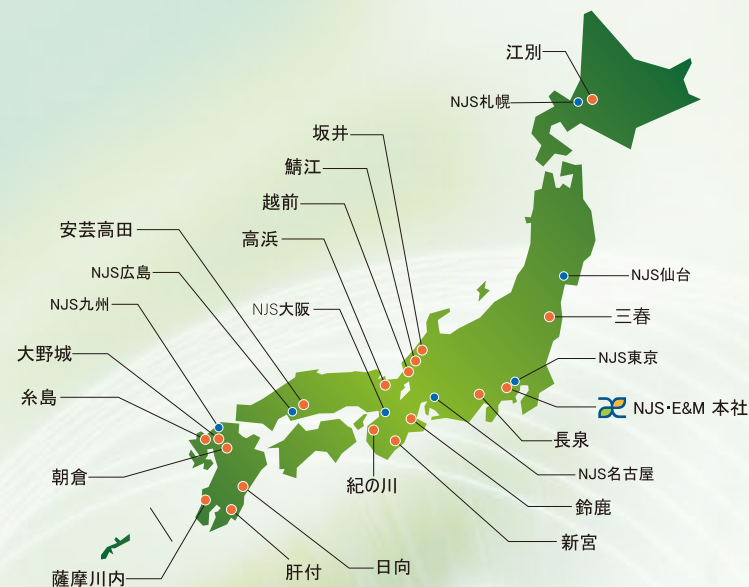 江別
NJS札幌
坂井
鯖江
越前
安芸高田
高浜
NJS広島
NJS仙台
NJS九州
NJS大阪
三春
大野城
NJS東京
糸島
NJS・E&M 本社
長泉
朝倉
NJS名古屋
紀の川
鈴鹿
新宮
日向
肝付
薩摩川内